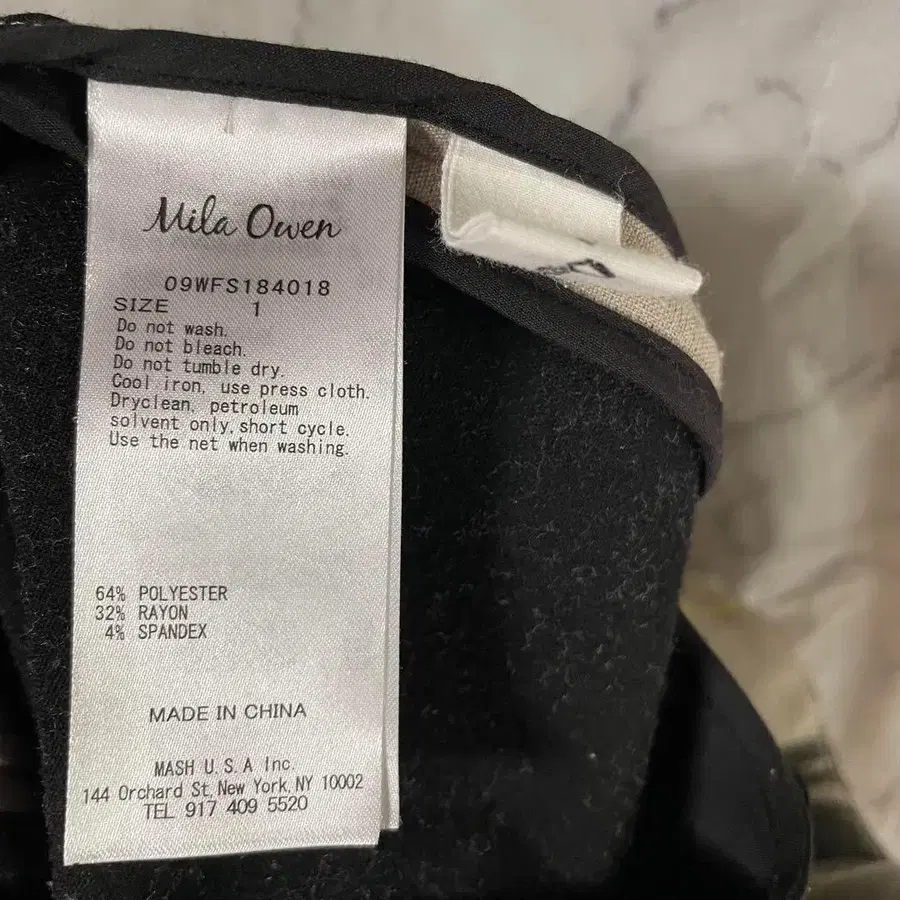 Mila Owen
09WFS184018
SIZE 1
Do not wash.
Do not bleach.
Do not tumble dry.
Cool iron, use press cloth.
Dryclean, petroleum
solvent only, short cycle.
Use the net when washing.
64% POLYESTER
32% RAYON
4% SPANDEX
MADE IN CHINA
MASH U.S.A Inc.
144 Orchard St, New York, NY 10002
TEL 917 409 5520